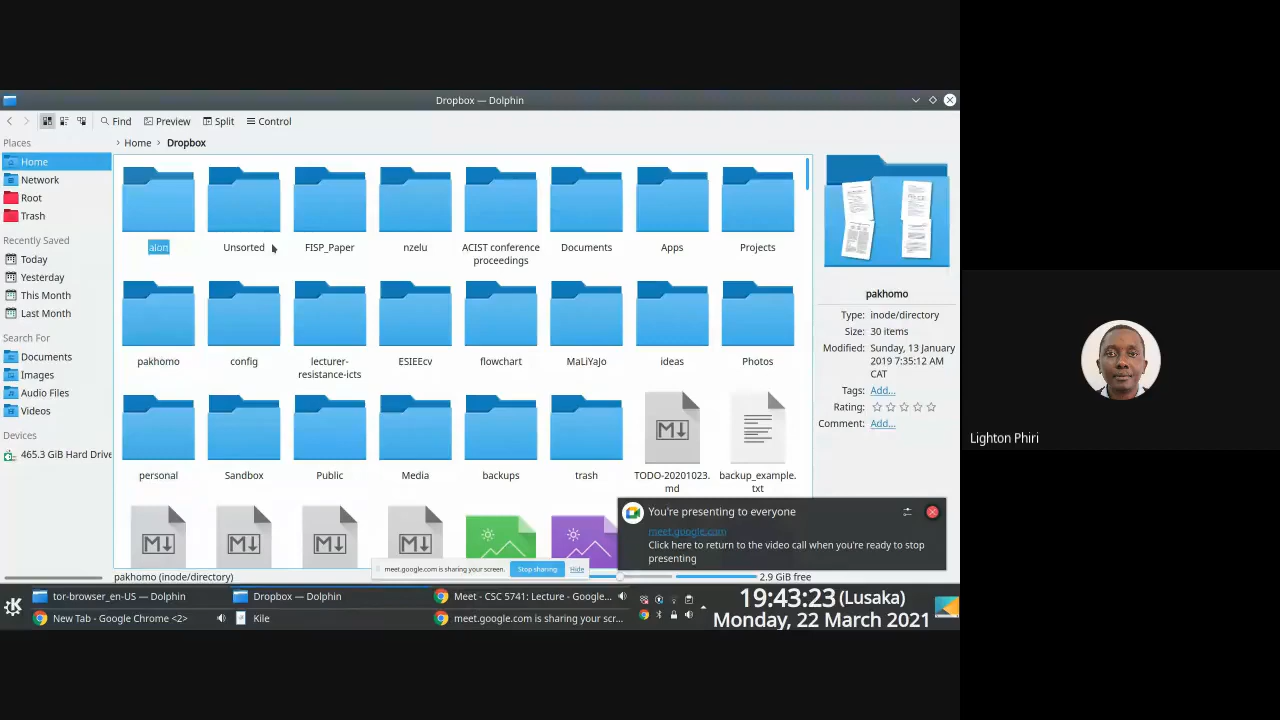 Dropbox — Dolphin
Find Preview Split Control
Places
Home > Dropbox
Home
Network
Root
Trash
Recently Saved
Today
Yesterday
This Month
Last Month
Search For
Documents
Images
Audio Files
Videos
Devices
465.3 GiB Hard Drive
alon Unsorted FISP_Paper nzelu ACIST conference proceedings Documents Apps Projects
pakhomo config lecturer-resistance-icts ESIEEcv flowchart MaLiYaJo ideas Photos
personal Sandbox Public Media backups trash TODO-20201023.md backup_example.txt
pakhomo
Type: inode/directory
Size: 30 items
Modified: Sunday, 13 January
2019 7:35:12 AM
CAT
Tags: Add...
Rating:
Comment: Add...
You're presenting to everyone
meet.google.com
Click here to return to the video call when you're ready to stop
presenting
meet.google.com is sharing your screen. Stop sharing Hide
pakhomo (inode/directory)
2.9 GiB free
tor-browser_en-US — Dolphin Dropbox — Dolphin Meet - CSC 5741: Lecture - Google...
New Tab - Google Chrome <2> Kile meet.google.com is sharing your scr...
19:43:23 (Lusaka)
Monday, 22 March 2021
Lighton Phiri